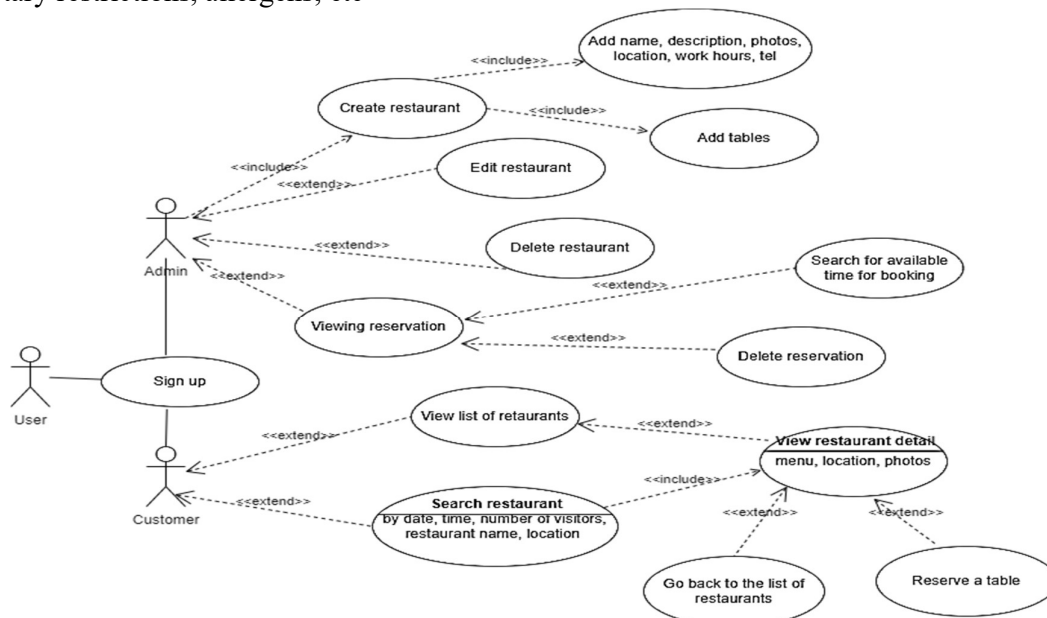 Add name, description, photos,
location, work hours, tel
<<include>>
Create restaurant
<<include>>
Add tables
<<include>>
Edit restaurant
<<extend>>
Delete restaurant
<<extend>>
Admin
<<extend>>
Search for available
time for booking
<<extend>>
Viewing reservation
<<extend>>
Delete reservation
User
Sign up
View list of retaurants
<<extend>>
<<extend>>
View restaurant detail
menu, location, photos
Customer
<<extend>>
Search restaurant
by date, time, number of visitors,
restaurant name, location
<<include>>
<<extend>>
<<extend>>
Go back to the list of
restaurants
Reserve a table